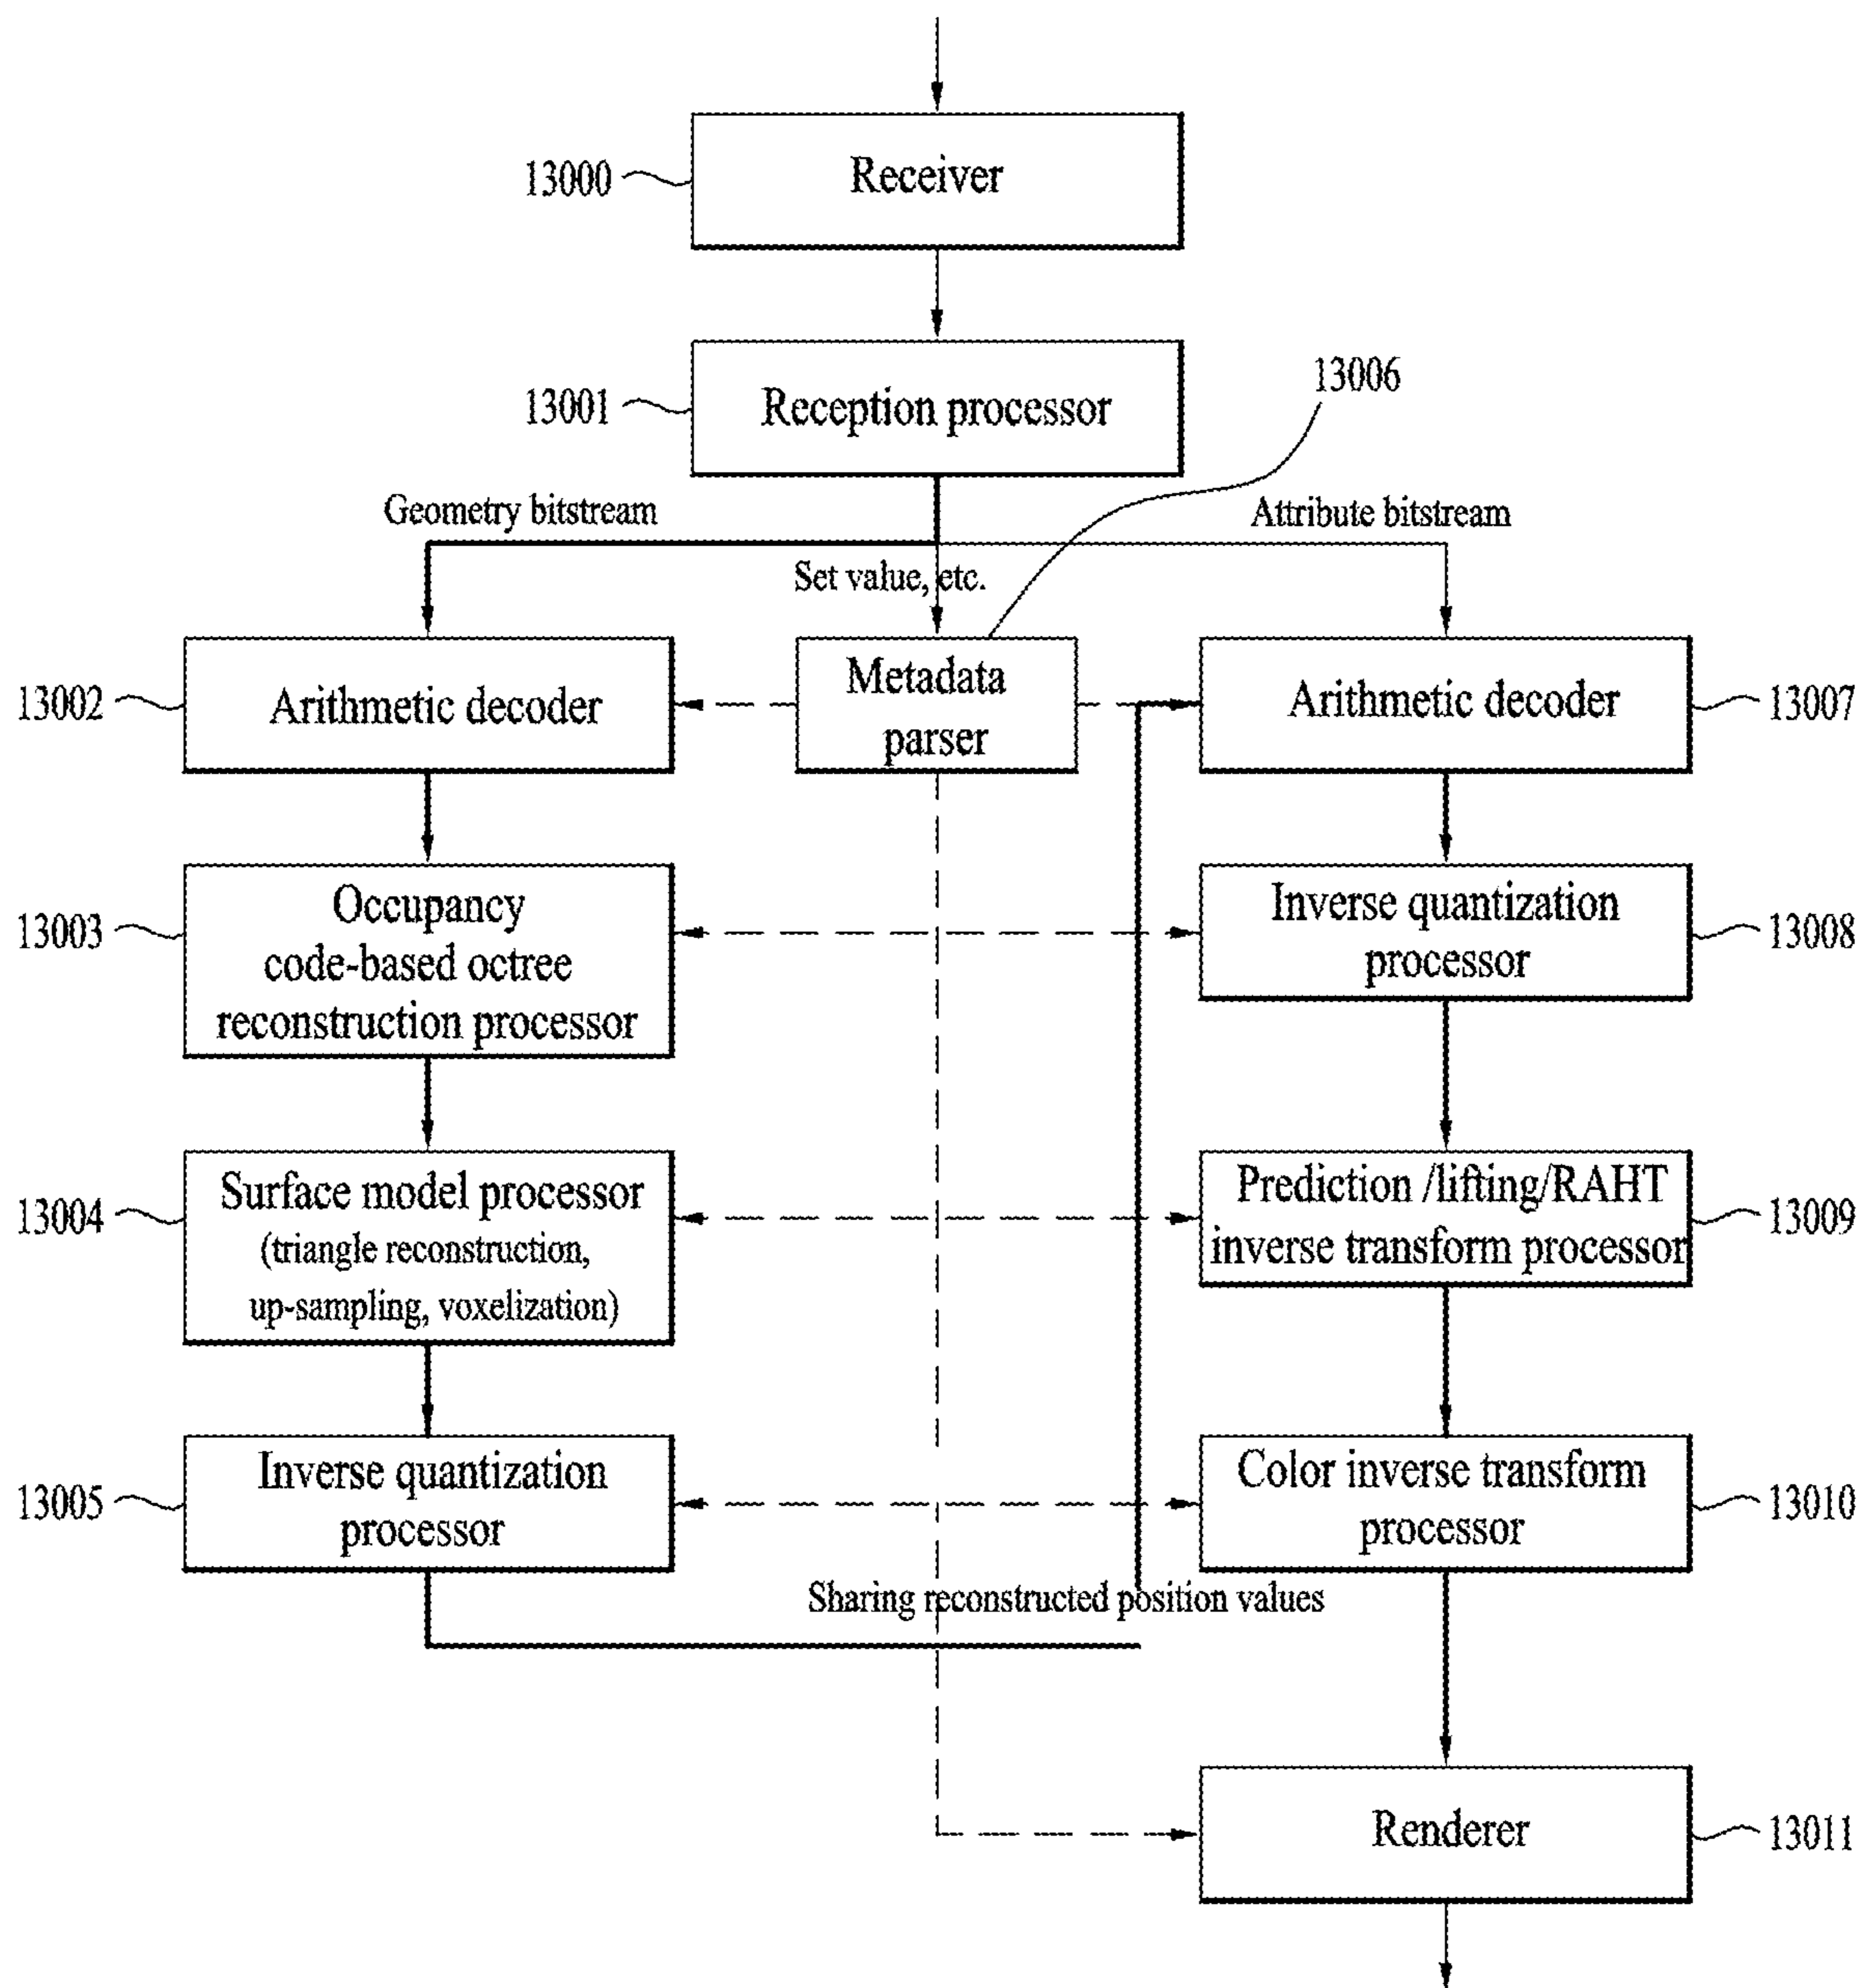 13000
Receiver
13001
Reception processor
13006
Geometry bitstream
Attribute bitstream
Set value, etc.
13002
Arithmetic decoder
Metadata
parser
Arithmetic decoder
13007
13003
Occupancy
code-based octree
reconstruction processor
Inverse quantization
processor
13008
13004
Surface model processor
(triangle reconstruction,
up-sampling, voxelization)
Prediction /lifting/RAHT
inverse transform processor
13009
13005
Inverse quantization
processor
Color inverse transform
processor
13010
Sharing reconstructed position values
Renderer
13011